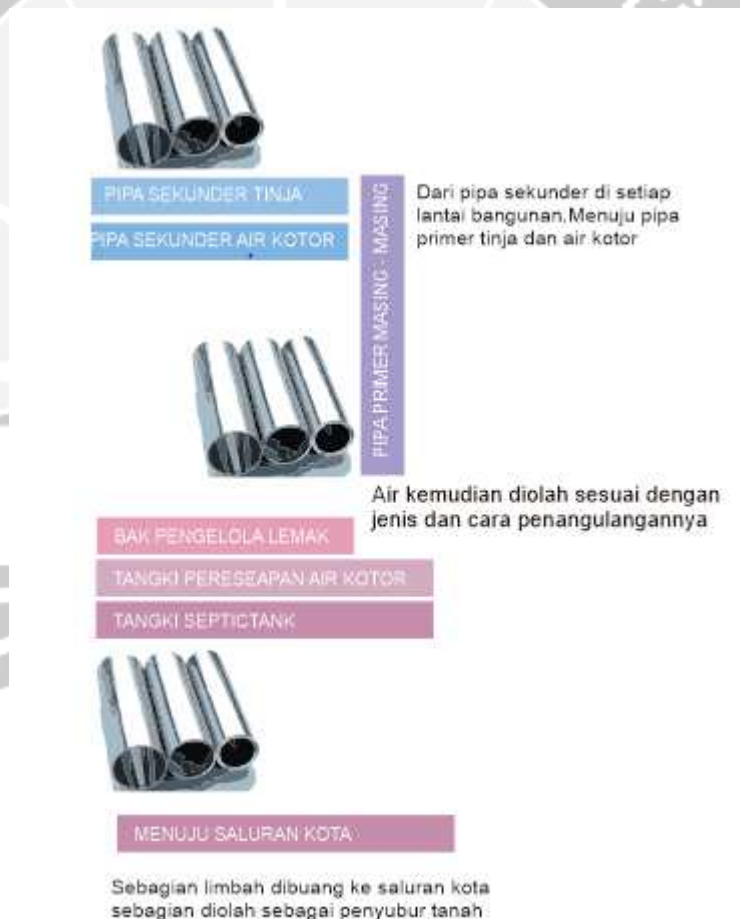 PIPA SEKUNDER TINJA
PIPA SEKUNDER AIR KOTOR
PIPA PRIMER MASING - MASING
Dari pipa sekunder di setiap
lantai bangunan.Menuju pipa
primer tinja dan air kotor
Air kemudian diolah sesuai dengan
jenis dan cara penangulangannya
BAK PENGELOLA LEMAK
TANGKI PERESEAPAN AIR KOTOR
TANGKI SEPTICTANK
MENUJU SALURAN KOTA
Sebagian limbah dibuang ke saluran kota
sebagian diolah sebagai penyubur tanah